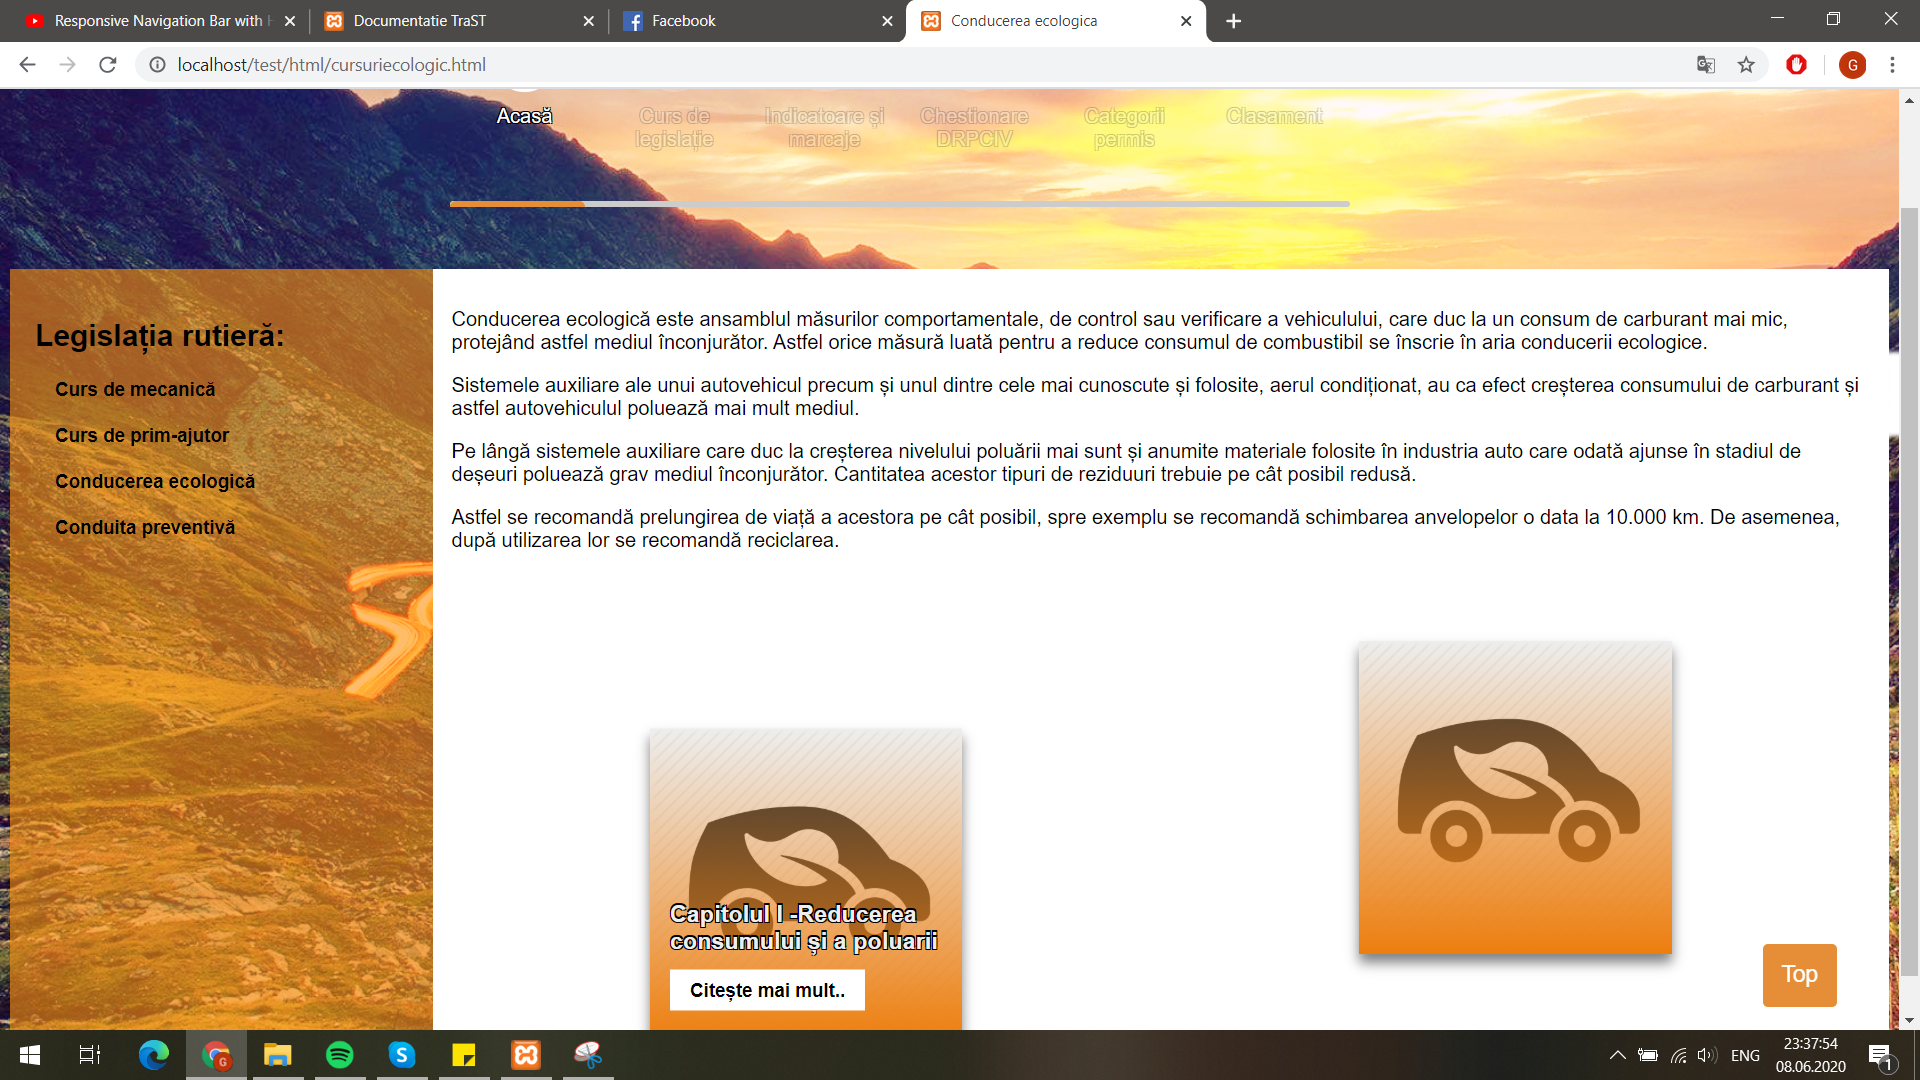 Responsive Navigation Bar with
Documentatie TraST
Facebook
Conducerea ecologica
localhost/test/html/cursuriecologic.html
G
Acasă
Curs de
legislație
Indicatoare și
marcaje
Chestionare
DRPCIV
Categorii
permis
Clasament
Legislația rutieră:
Curs de mecanică
Curs de prim-ajutor
Conducerea ecologică
Conduita preventivă
Conducerea ecologică este ansamblul măsurilor comportamentale, de control sau verificare a vehiculului, care duc la un consum de carburant mai mic,
protejând astfel mediul înconjurător. Astfel orice măsură luată pentru a reduce consumul de combustibil se înscrie în aria conducerii ecologice.
Sistemele auxiliare ale unui autovehicul precum și unul dintre cele mai cunoscute și folosite, aerul condiționat, au ca efect creșterea consumului de carburant și
astfel autovehiculul poluează mai mult mediul.
Pe lângă sistemele auxiliare care duc la creșterea nivelului poluării mai sunt și anumite materiale folosite în industria auto care odată ajunse în stadiul de
deșeuri poluează grav mediul înconjurător. Cantitatea acestor tipuri de reziduuri trebuie pe cât posibil redusă.
Astfel se recomandă prelungirea de viață a acestora pe cât posibil, spre exemplu se recomandă schimbarea anvelopelor o data la 10.000 km. De asemenea,
după utilizarea lor se recomandă reciclarea.
Capitolul I -Reducerea
consumului și a poluarii
Citește mai mult..
Top
ENG
23:37:54
08.06.2020
1